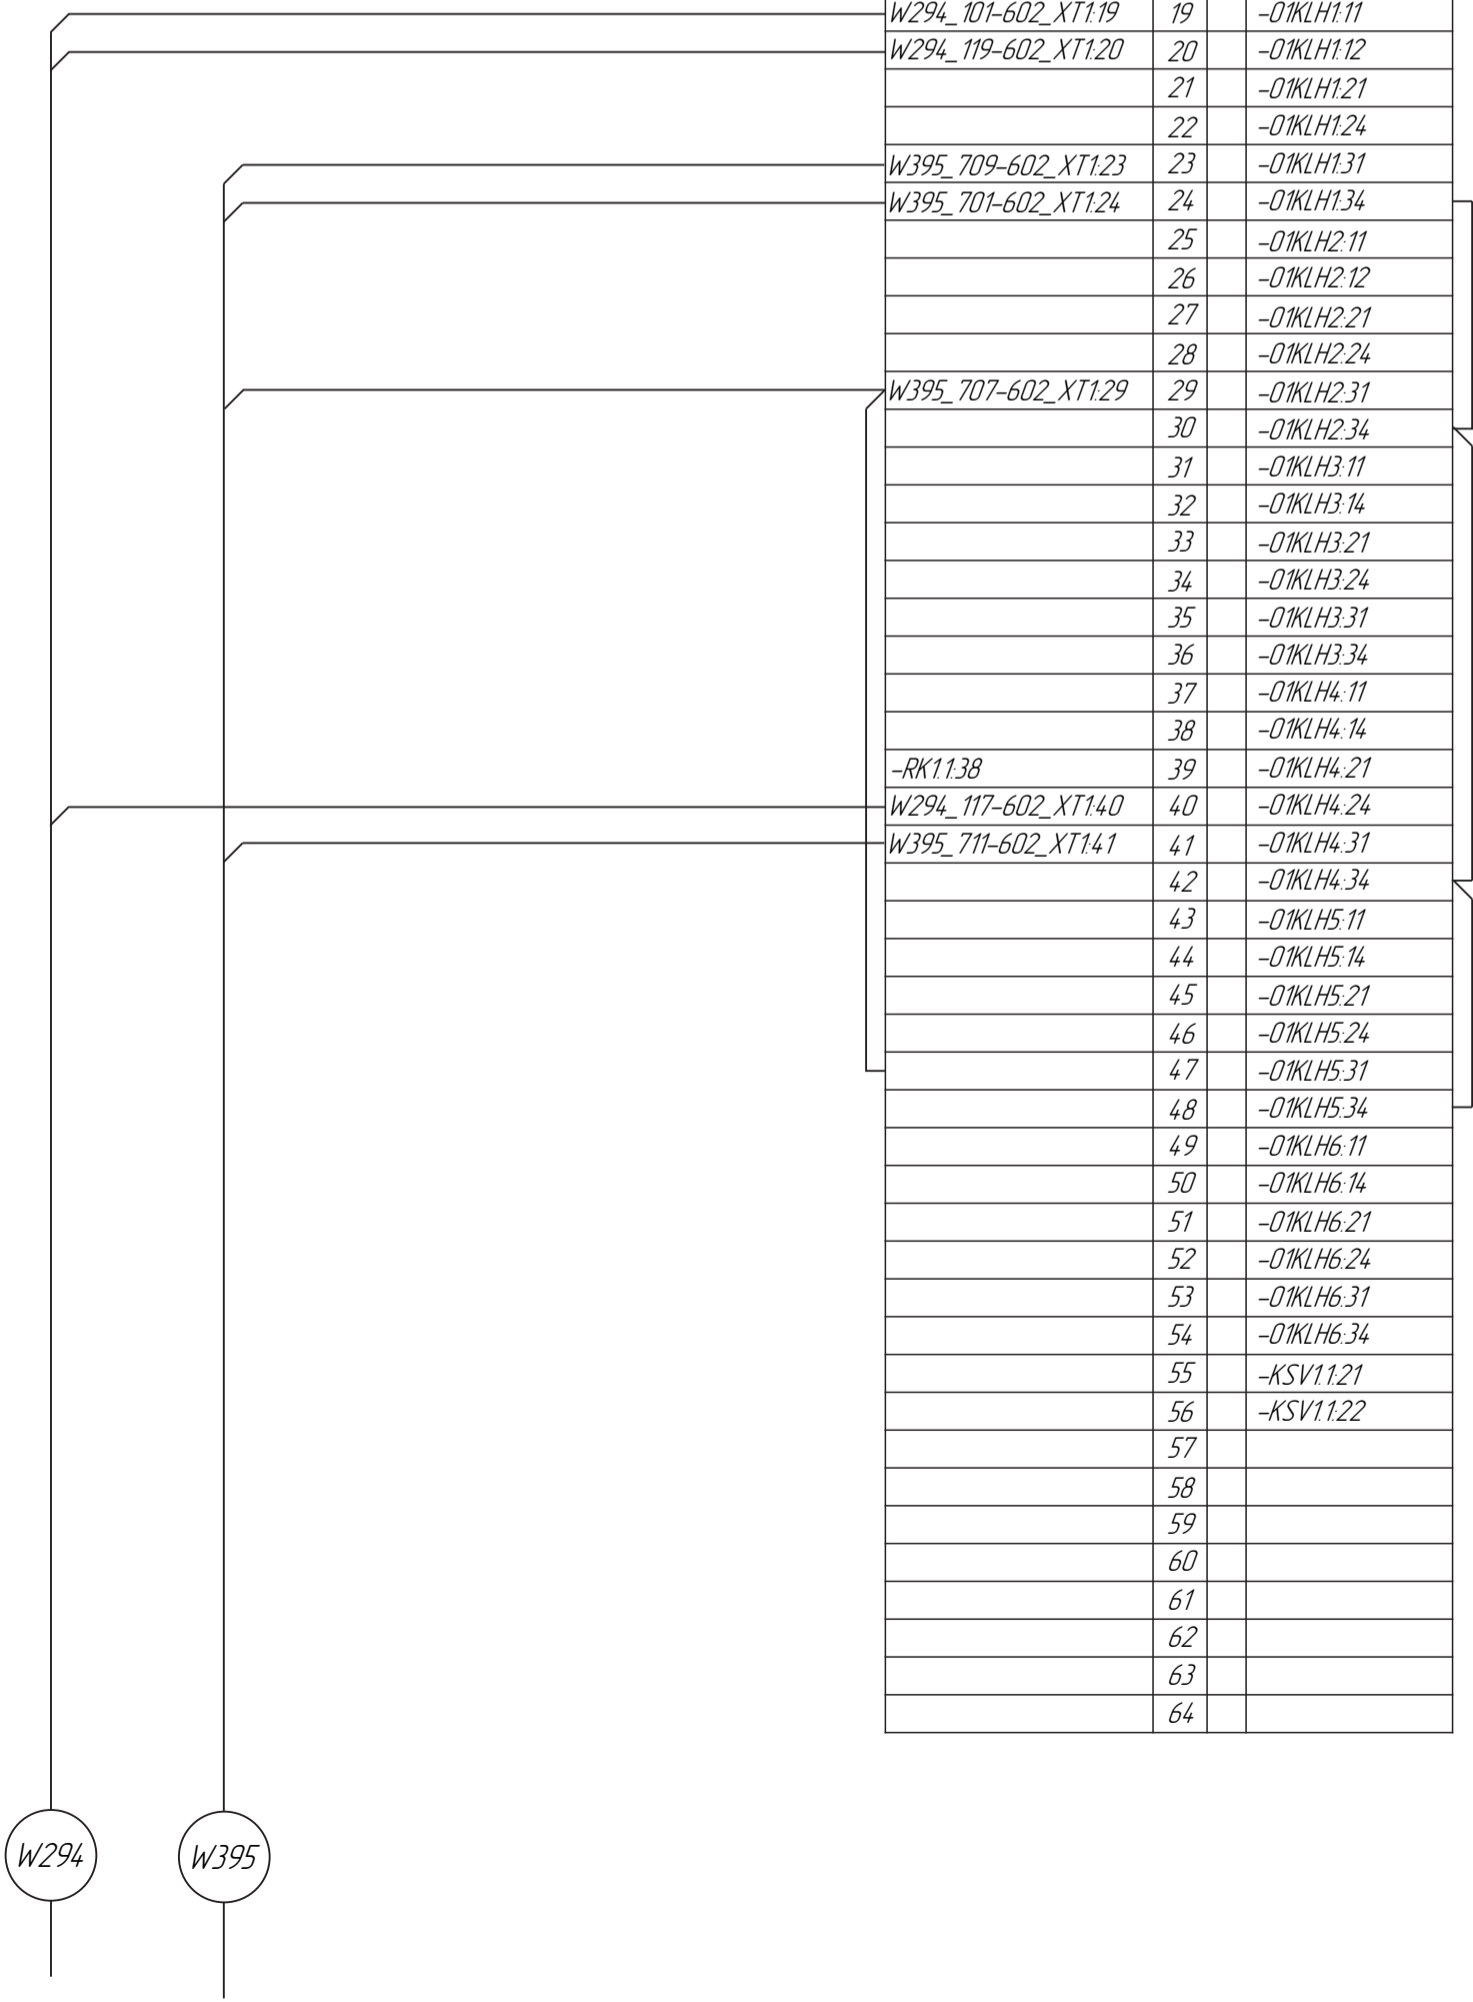 W294_101-602_XT1:19 19 -01KLH1:11
W294_119-602_XT1:20 20 -01KLH1:12
21 -01KLH1:21
22 -01KLH1:24
W395_709-602_XT1:23 23 -01KLH1:31
W395_701-602_XT1:24 24 -01KLH1:34
25 -01KLH2:11
26 -01KLH2:12
27 -01KLH2:21
28 -01KLH2:24
W395_707-602_XT1:29 29 -01KLH2:31
30 -01KLH2:34
31 -01KLH3:11
32 -01KLH3:14
33 -01KLH3:21
34 -01KLH3:24
35 -01KLH3:31
36 -01KLH3:34
37 -01KLH4:11
38 -01KLH4:14
-RK1.1:38 39 -01KLH4:21
W294_117-602_XT1:40 40 -01KLH4:24
W395_711-602_XT1:41 41 -01KLH4:31
42 -01KLH4:34
43 -01KLH5:11
44 -01KLH5:14
45 -01KLH5:21
46 -01KLH5:24
47 -01KLH5:31
48 -01KLH5:34
49 -01KLH6:11
50 -01KLH6:14
51 -01KLH6:21
52 -01KLH6:24
53 -01KLH6:31
54 -01KLH6:34
55 -KSV1.1:21
56 -KSV1.1:22
57
58
59
60
61
62
63
64
W294 W395